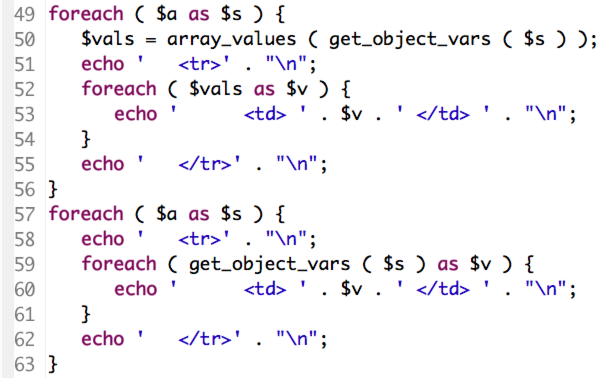 49 foreach ( $a as $s ) {
50    $vals = array_values ( get_object_vars ( $s ) );
51    echo '   <tr>' . "\n";
52    foreach ( $vals as $v ) {
53       echo '      <td> ' . $v . ' </td> ' . "\n";
54    }
55    echo '   </tr>' . "\n";
56 }
57 foreach ( $a as $s ) {
58    echo '   <tr>' . "\n";
59    foreach ( get_object_vars ( $s ) as $v ) {
60       echo '      <td> ' . $v . ' </td> ' . "\n";
61    }
62    echo '   </tr>' . "\n";
63 }